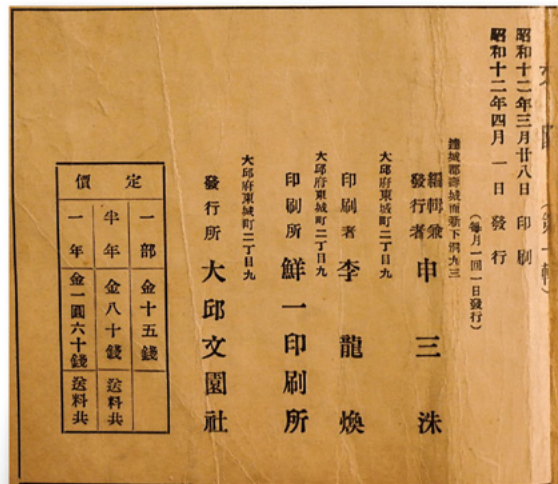 昭和十二年三月廿八日 印刷
昭和十二年四月 一日 發行
(每月一回一日發行)
達城郡壽城面新下洞九三
編輯兼
發行者 申三洙
大邱府東城町二丁目九
印刷者 李龍煥
大邱府東城町二丁目九
印刷所 鮮一印刷所
大邱府東城町二丁目九
發行所 大邱文園社
定價
一部 金十五錢
半年 金八十錢 送料共
一年 金一圓六十錢 送料共